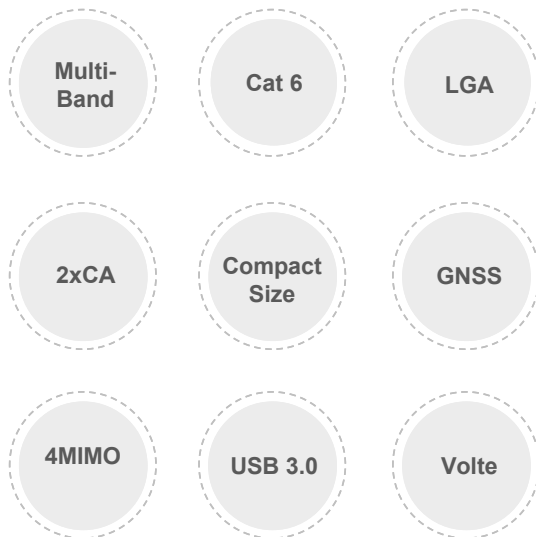 Multi-
Band
Cat 6
LGA
2xCA
Compact
Size
GNSS
4MIMO
USB 3.0
Volte